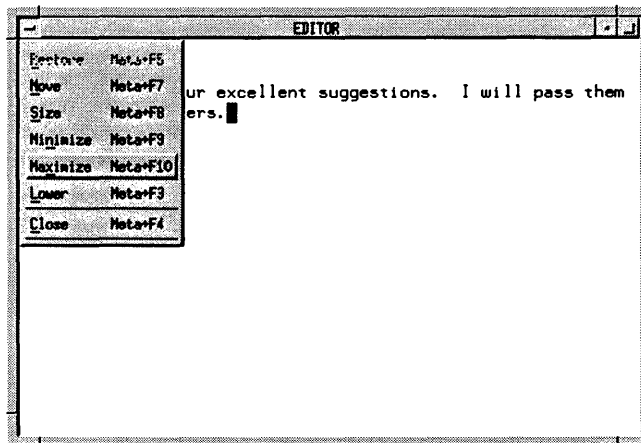 EDITOR
Restore Meta+F5
Move Meta+F7
ur excellent suggestions. I will pass them
Size Meta+F8
ers.
Minimize Meta+F9
Maximize Meta+F10
Lower Meta+F3
Close Meta+F4